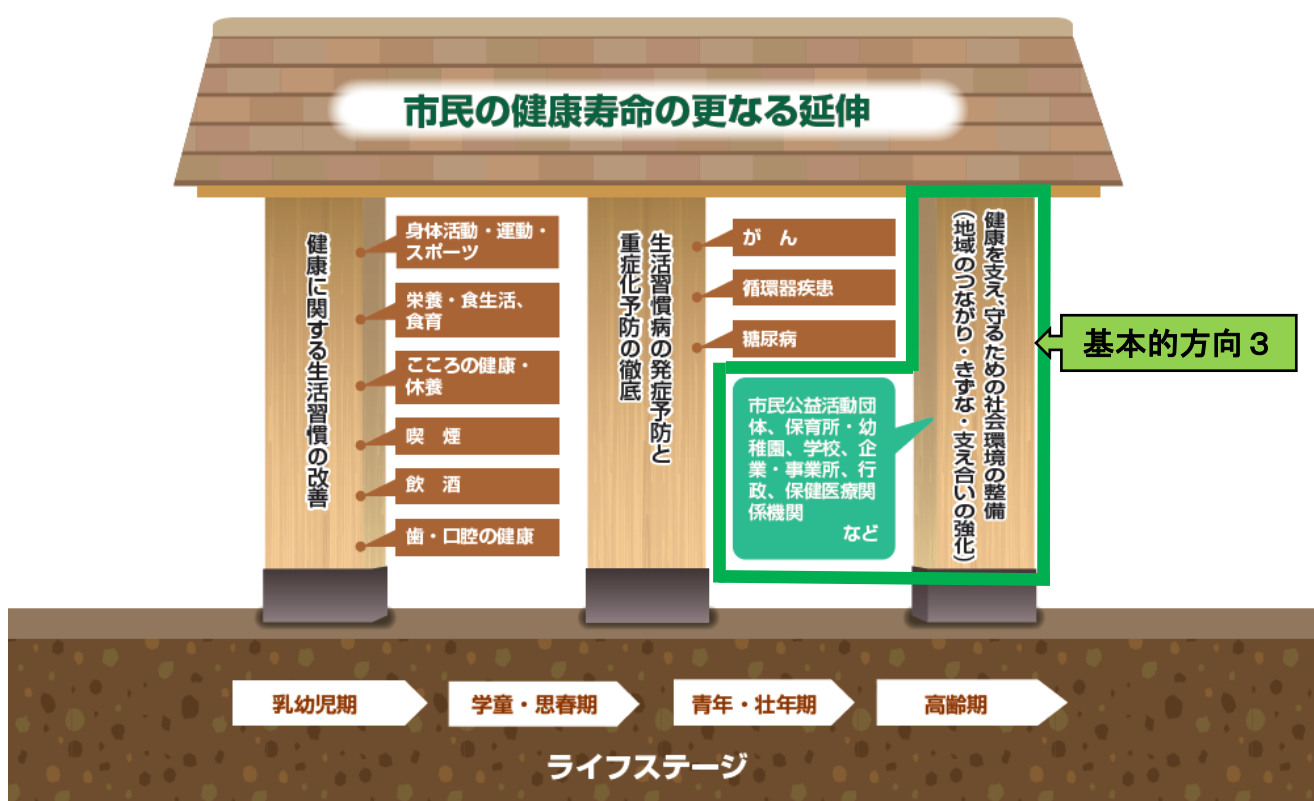 市民の健康寿命の更なる延伸
健康に関する生活習慣の改善
身体活動・運動・
スポーツ
栄養・食生活、
食育
こころの健康・
休養
喫　煙
飲　酒
歯・口腔の健康
生活習慣病の発症予防と
重症化予防の徹底
が　ん
循環器疾患
糖尿病
健康を支え、守るための社会環境の整備
（地域のつながり・きずな・支え合いの強化）
市民公益活動団
体、保育所・幼
稚園、学校、企
業・事業所、行
政、保健医療関
係機関
など
基本的方向３
乳幼児期
学童・思春期
青年・壮年期
高齢期
ライフステージ